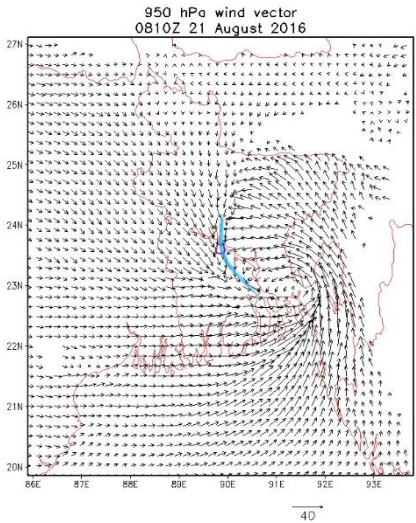 950 hPa wind vector
0810Z 21 August 2016
27N
26N
25N
24N
23N
22N
21N
20N
86E 87E 88E 89E 90E 91E 92E 93E
40